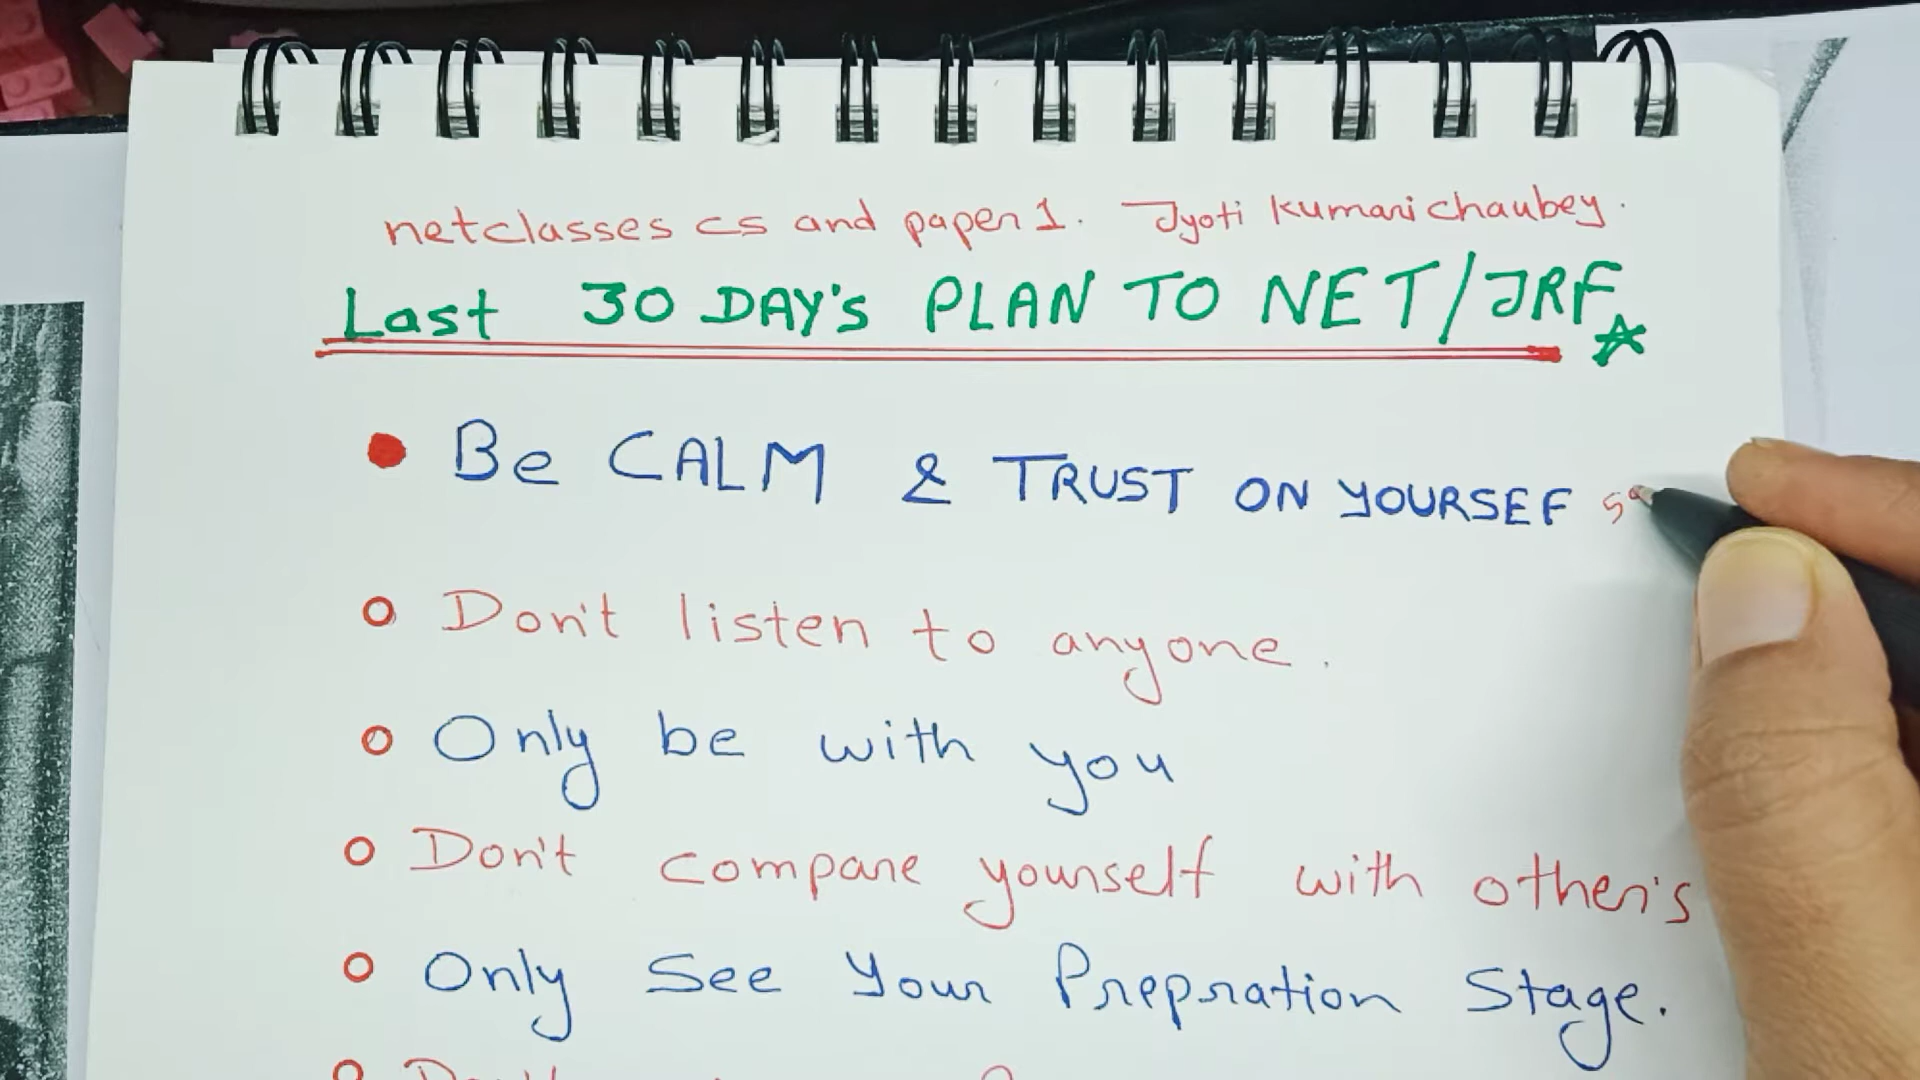 netclasses cs and paper 1. Jyoti Kumari chaubey.
Last 30 DAY's PLAN TO NET/JRF
Be CALM & TRUST ON YOURSEF
Don't listen to anyone.
Only be with you
Don't compare yourself with other's
Only See Your Prepration Stage.